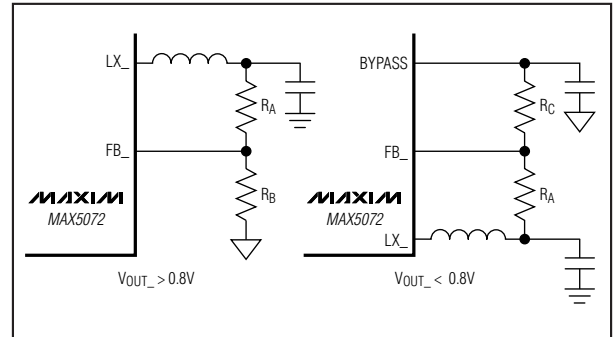 LX_
RA
FB_
RB
MAXIM
MAX5072
VOUT_ > 0.8V
BYPASS
RC
FB_
RA
MAXIM
MAX5072
LX_
VOUT_ < 0.8V